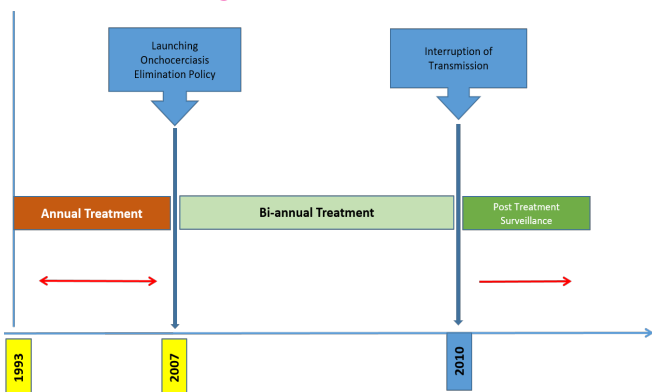 Launching
Onchocerciasis
Elimination Policy
Interruption of
Transmission
Annual Treatment
Bi-annual Treatment
Post Treatment
Surveillance
1993
2007
2010